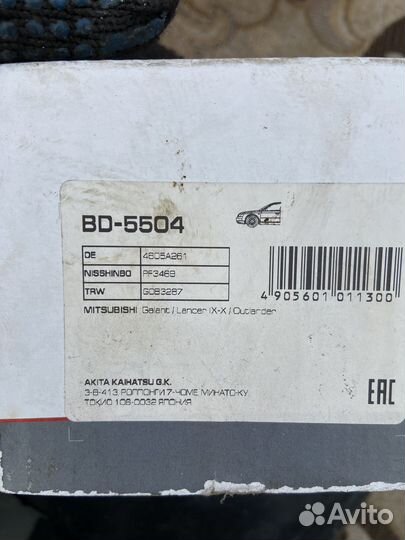 BD-5504
OE 4605A261
NISSHINBO PF3469
TRW GDB3287
MITSUBISHI Galant / Lancer IX-X / Outlander
4 905601 011300
AKITA KAIHATSU G.K.
3-8-413, РОППОНГИ 7-ЧОМЕ, МИНАТО-КУ,
ТОКИО 106-0032 ЯПОНИЯ
EAC
Avito